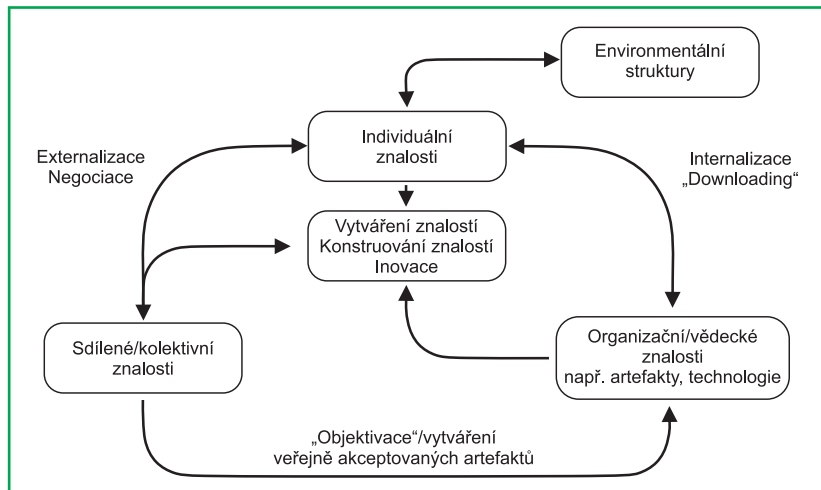 Environmentální
struktury
Individuální
znalosti
Externalizace
Negociace
Internalizace
„Downloading“
Vytváření znalostí
Konstruování znalostí
Inovace
Sdílené/kolektivní
znalosti
Organizační/vědecké
znalosti
např. artefakty, technologie
„Objektivace“/vytváření
veřejně akceptovaných artefaktů